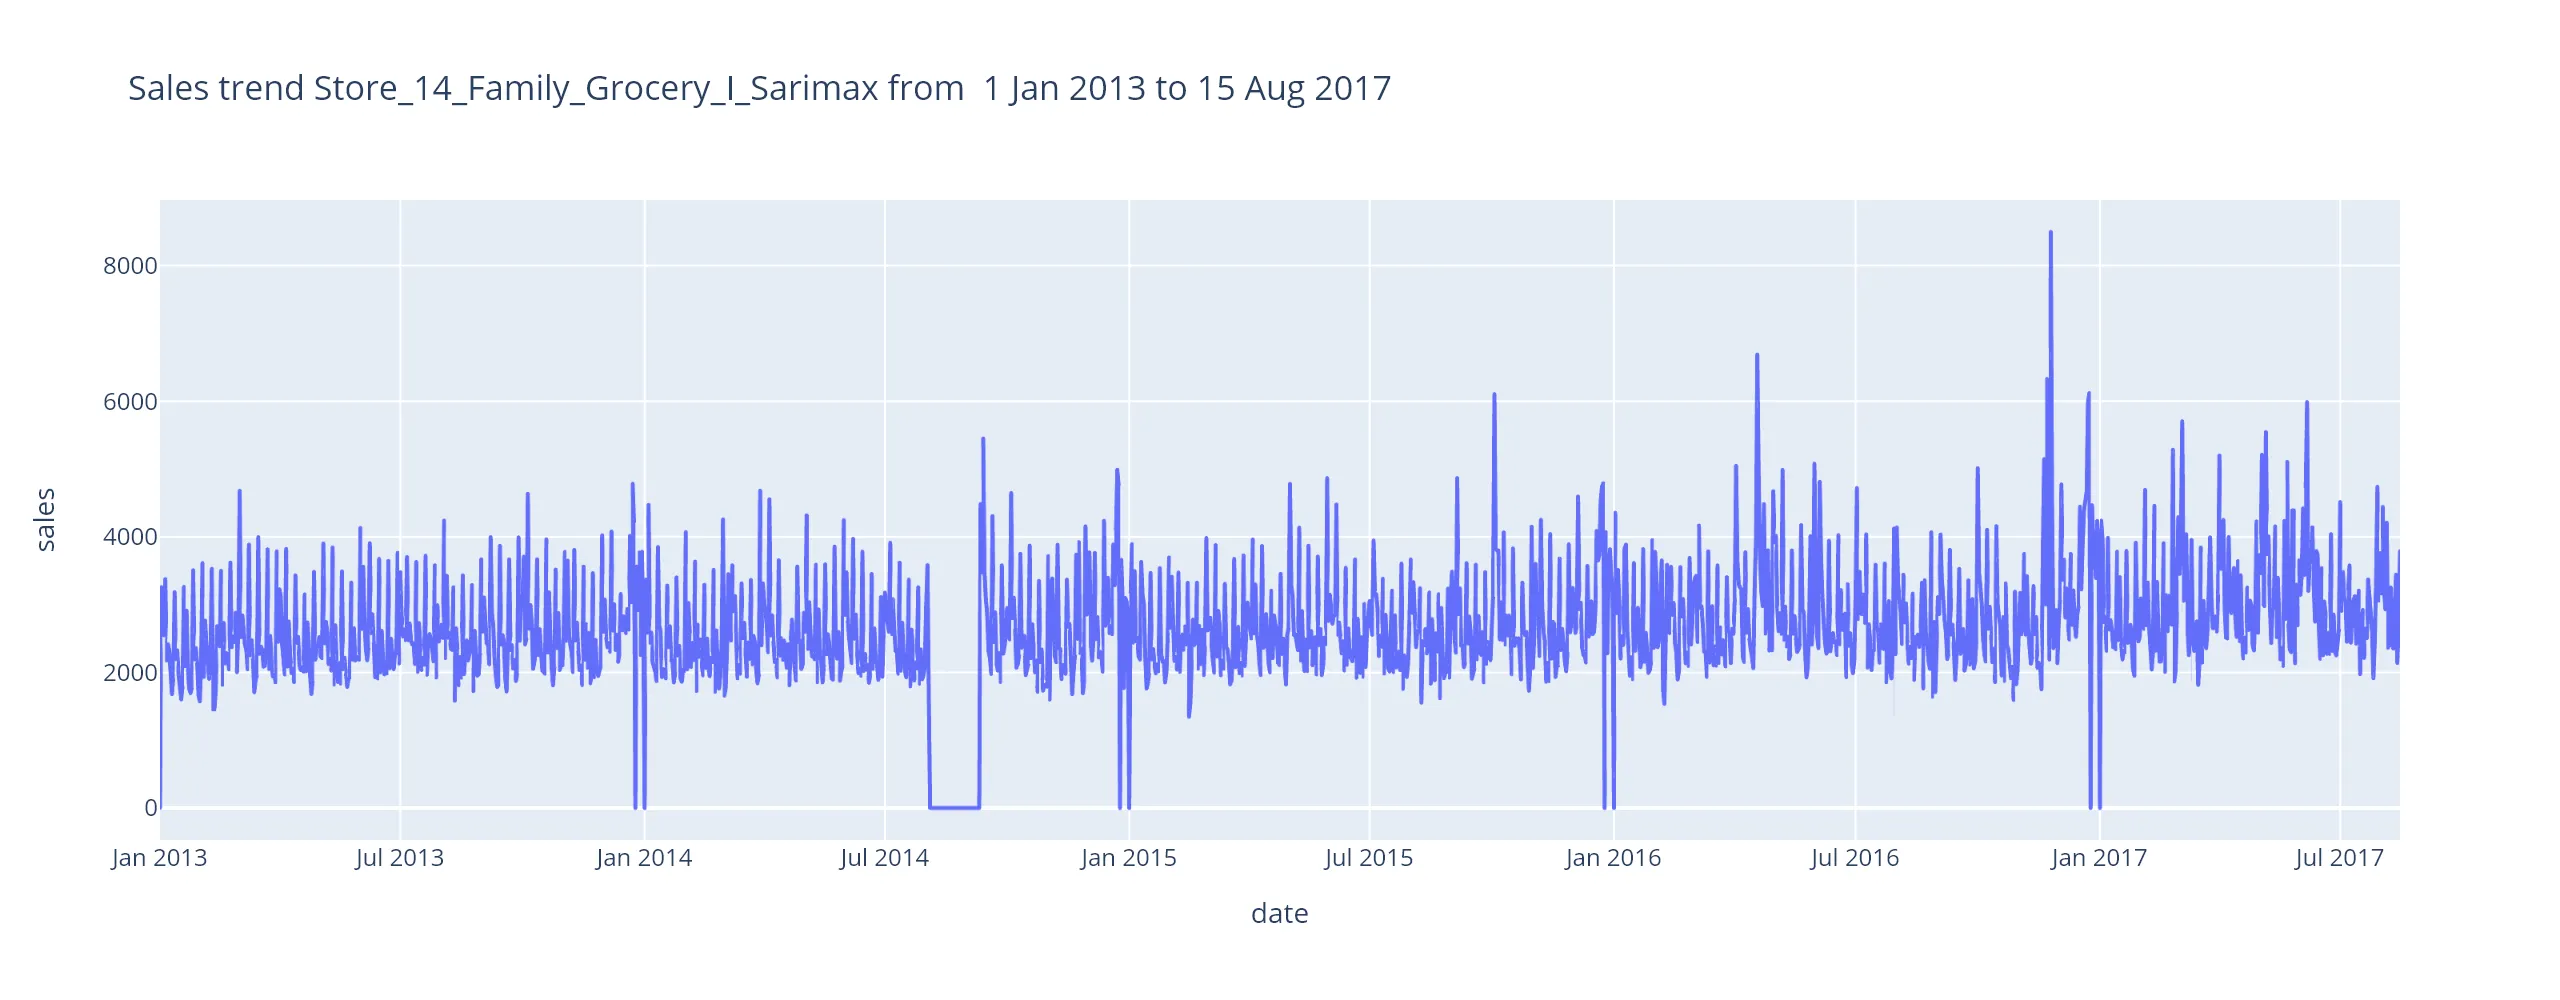 Sales trend Store_14_Family_Grocery_I_Sarimax from  1 Jan 2013 to 15 Aug 2017
sales
8000
6000
4000
2000
0
Jan 2013 Jul 2013 Jan 2014 Jul 2014 Jan 2015 Jul 2015 Jan 2016 Jul 2016 Jan 2017 Jul 2017
date